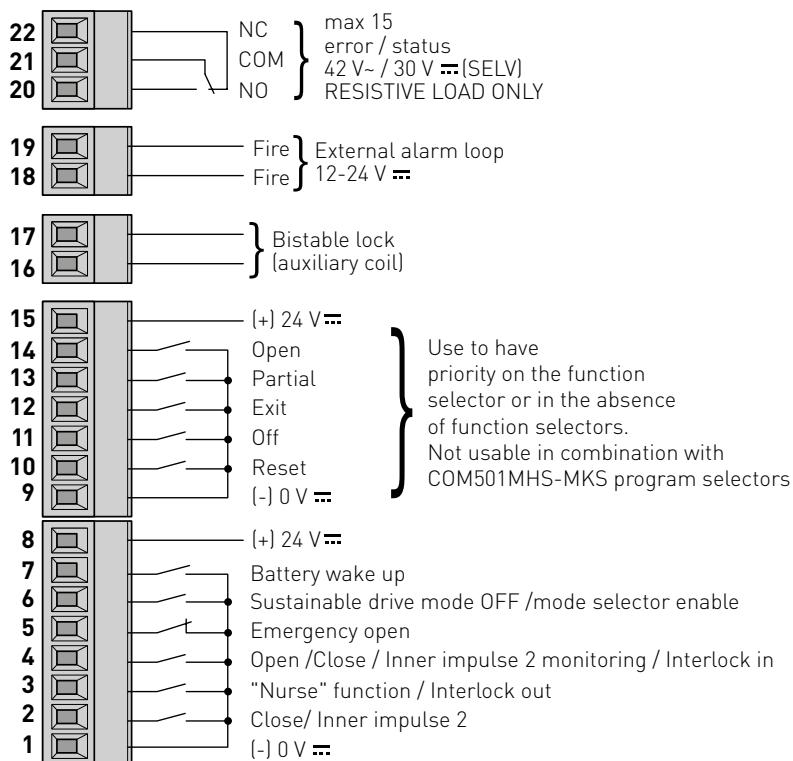 22 NC
21 COM
20 NO
max 15
error / status
42 V~ / 30 V ⎓ (SELV)
RESISTIVE LOAD ONLY
19 Fire
18 Fire
External alarm loop
12-24 V ⎓
17
16
Bistable lock
(auxiliary coil)
15 (+) 24 V ⎓
14 Open
13 Partial
12 Exit
11 Off
10 Reset
9 (-) 0 V ⎓
Use to have
priority on the function
selector or in the absence
of function selectors.
Not usable in combination with
COM501MHS-MKS program selectors
8 (+) 24 V ⎓
7 Battery wake up
6 Sustainable drive mode OFF /mode selector enable
5 Emergency open
4 Open /Close / Inner impulse 2 monitoring / Interlock in
3 "Nurse" function / Interlock out
2 Close/ Inner impulse 2
1 (-) 0 V ⎓